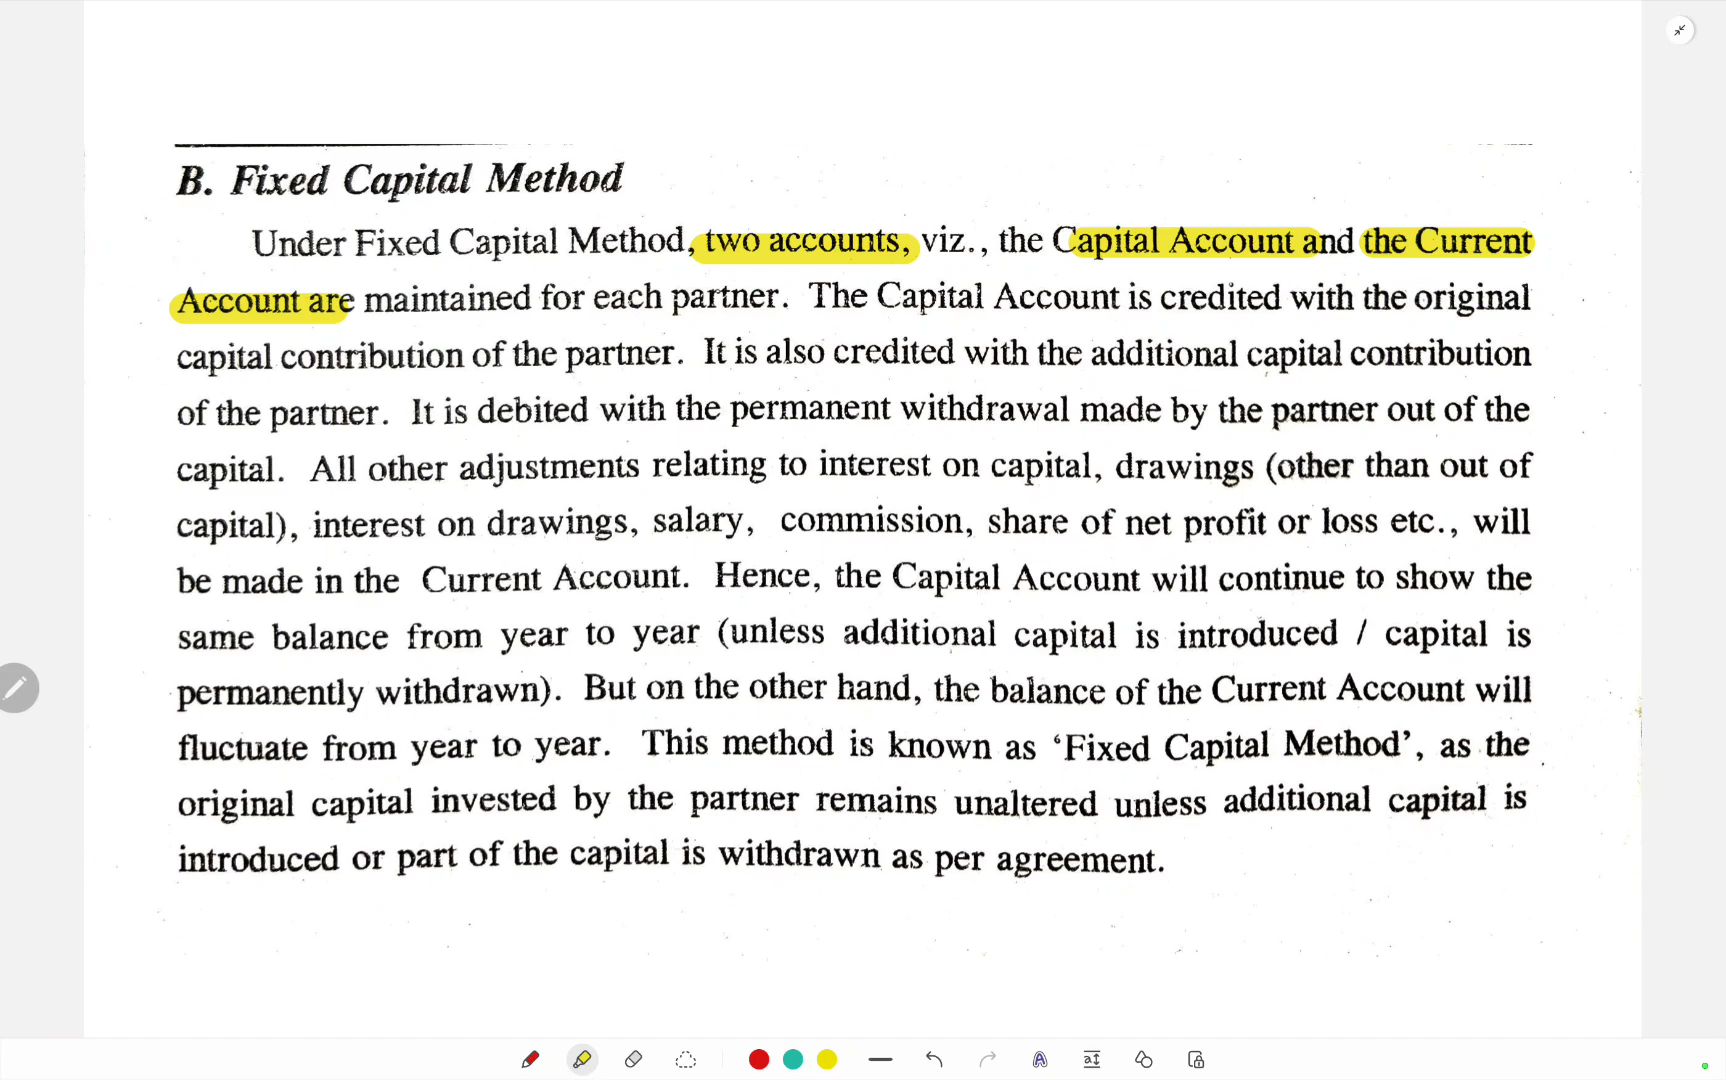 B. Fixed Capital Method
Under Fixed Capital Method, two accounts, viz., the Capital Account and the Current
Account are maintained for each partner. The Capital Account is credited with the original
capital contribution of the partner. It is also credited with the additional capital contribution
of the partner. It is debited with the permanent withdrawal made by the partner out of the
capital. All other adjustments relating to interest on capital, drawings (other than out of
capital), interest on drawings, salary, commission, share of net profit or loss etc., will
be made in the Current Account. Hence, the Capital Account will continue to show the
same balance from year to year (unless additional capital is introduced / capital is
permanently withdrawn). But on the other hand, the balance of the Current Account will
fluctuate from year to year. This method is known as ‘Fixed Capital Method’, as the
original capital invested by the partner remains unaltered unless additional capital is
introduced or part of the capital is withdrawn as per agreement.